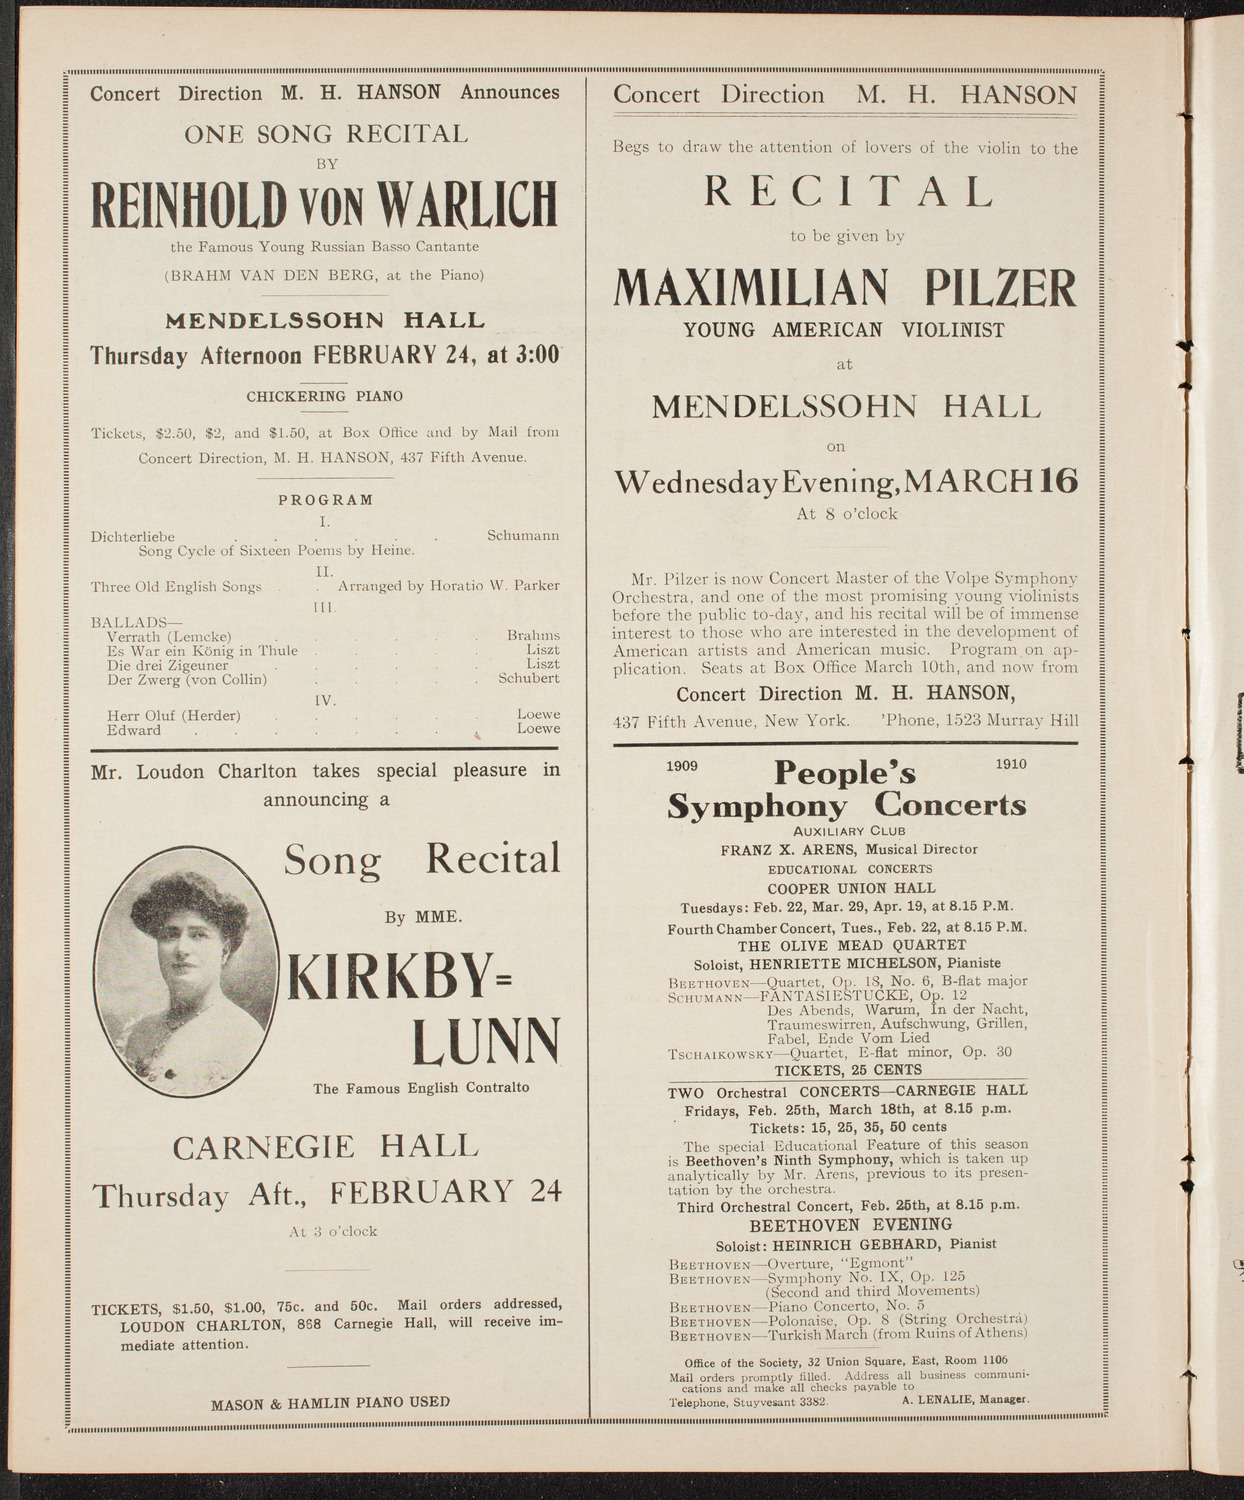 Concert Direction M. H. HANSON Announces
ONE SONG RECITAL
BY
REINHOLD VON WARLICH
the Famous Young Russian Basso Cantante
(BRAHM VAN DEN BERG, at the Piano)
MENDELSSOHN HALL
Thursday Afternoon FEBRUARY 24, at 3:00
CHICKERING PIANO
Tickets, $2.50, $2, and $1.50, at Box Office and by Mail from
Concert Direction, M. H. HANSON, 437 Fifth Avenue.
PROGRAM
I.
Dichterliebe . . . . . . Schumann
Song Cycle of Sixteen Poems by Heine.
II.
Three Old English Songs . . Arranged by Horatio W. Parker
III.
BALLADS—
Verrath (Lemcke) . . . . . . Brahms
Es War ein König in Thule . . . . . Liszt
Die drei Zigeuner . . . . . . Liszt
Der Zwerg (von Collin) . . . . . Schubert
IV.
Herr Oluf (Herder) . . . . . . Loewe
Edward . . . . . . . . Loewe
Mr. Loudon Charlton takes special pleasure in
announcing a
Song Recital
By MME.
KIRKBY=
LUNN
The Famous English Contralto
CARNEGIE HALL
Thursday Aft., FEBRUARY 24
At 3 o'clock
TICKETS, $1.50, $1.00, 75c. and 50c. Mail orders addressed,
LOUDON CHARLTON, 868 Carnegie Hall, will receive im-
mediate attention.
MASON & HAMLIN PIANO USED
Concert Direction M. H. HANSON
Begs to draw the attention of lovers of the violin to the
RECITAL
to be given by
MAXIMILIAN PILZER
YOUNG AMERICAN VIOLINIST
at
MENDELSSOHN HALL
on
Wednesday Evening, MARCH 16
At 8 o'clock
Mr. Pilzer is now Concert Master of the Volpe Symphony
Orchestra, and one of the most promising young violinists
before the public to-day, and his recital will be of immense
interest to those who are interested in the development of
American artists and American music. Program on ap-
plication. Seats at Box Office March 10th, and now from
Concert Direction M. H. HANSON,
437 Fifth Avenue, New York. 'Phone, 1523 Murray Hill
1909 People's 1910
Symphony Concerts
AUXILIARY CLUB
FRANZ X. ARENS, Musical Director
EDUCATIONAL CONCERTS
COOPER UNION HALL
Tuesdays: Feb. 22, Mar. 29, Apr. 19, at 8.15 P.M.
Fourth Chamber Concert, Tues., Feb. 22, at 8.15 P.M.
THE OLIVE MEAD QUARTET
Soloist, HENRIETTE MICHELSON, Pianiste
BEETHOVEN—Quartet, Op. 18, No. 6, B-flat major
SCHUMANN—FANTASIESTUCKE, Op. 12
Des Abends, Warum, In der Nacht,
Traumeswirren, Aufschwung, Grillen,
Fabel, Ende Vom Lied
TSCHAIKOWSKY—Quartet, E-flat minor, Op. 30
TICKETS, 25 CENTS
TWO Orchestral CONCERTS—CARNEGIE HALL
Fridays, Feb. 25th, March 18th, at 8.15 p.m.
Tickets: 15, 25, 35, 50 cents
The special Educational Feature of this season
is Beethoven's Ninth Symphony, which is taken up
analytically by Mr. Arens, previous to its presen-
tation by the orchestra.
Third Orchestral Concert, Feb. 25th, at 8.15 p.m.
BEETHOVEN EVENING
Soloist: HEINRICH GEBHARD, Pianist
BEETHOVEN—Overture, "Egmont"
BEETHOVEN—Symphony No. IX, Op. 125
(Second and third Movements)
BEETHOVEN—Piano Concerto, No. 5
BEETHOVEN—Polonaise, Op. 8 (String Orchestra)
BEETHOVEN—Turkish March (from Ruins of Athens)
Office of the Society, 32 Union Square, East, Room 1106
Mail orders promptly filled. Address all business communi-
cations and make all checks payable to
Telephone, Stuyvesant 3382. A. LENALIE, Manager.